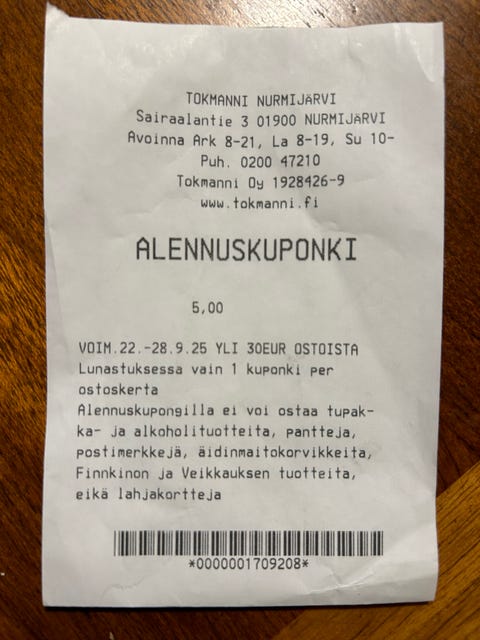 TOKMANNI NURMIJÄRVI
Sairaalantie 3 01900 NURMIJÄRVI
Avoinna Ark 8-21, La 8-19, Su 10-
Puh. 0200 47210
Tokmanni Oy 1928426-9
www.tokmanni.fi
ALENNUSKUPONKI
5,00
VOIM.22.-28.9.25 YLI 30EUR OSTOISTA
Lunastuksessa vain 1 kuponki per
ostoskerta
Alennuskupongilla ei voi ostaa tupak-
ka- ja alkoholituotteita, pantteja,
postimerkkejä, äidinmaitokorvikkeita,
Finnkinon ja Veikkauksen tuotteita,
eikä lahjakortteja
*0000001709208*